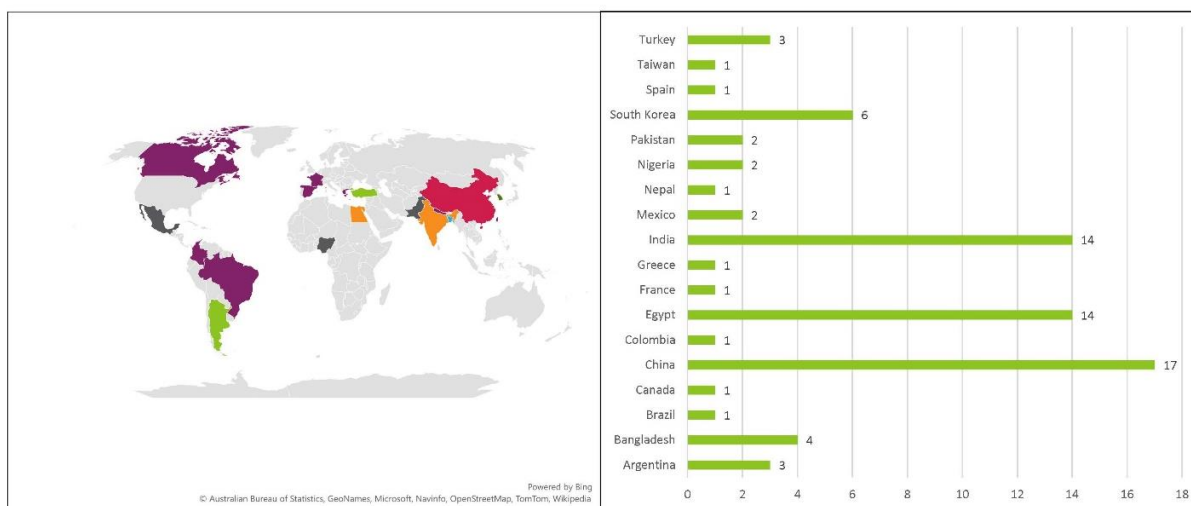 Powered by Bing
© Australian Bureau of Statistics, GeoNames, Microsoft, Navinfo, OpenStreetMap, TomTom, Wikipedia
Turkey 3
Taiwan 1
Spain 1
South Korea 6
Pakistan 2
Nigeria 2
Nepal 1
Mexico 2
India 14
Greece 1
France 1
Egypt 14
Colombia 1
China 17
Canada 1
Brazil 1
Bangladesh 4
Argentina 3
0 2 4 6 8 10 12 14 16 18